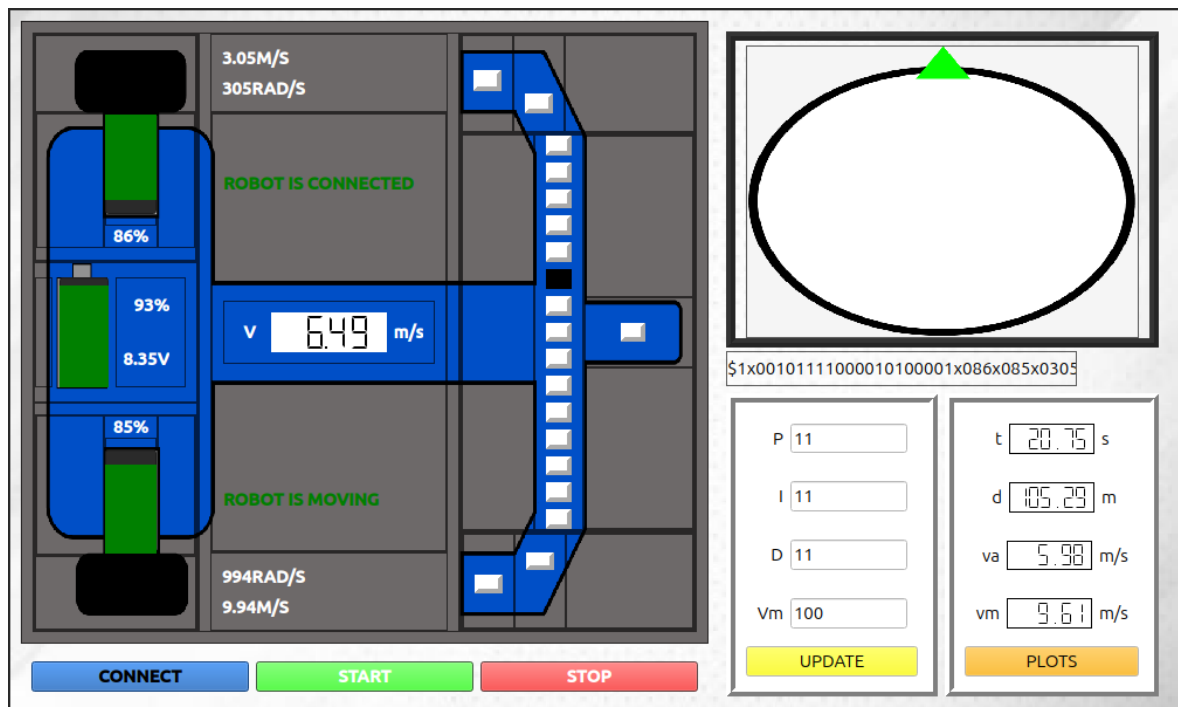 3.05M/S
305RAD/S
ROBOT IS CONNECTED
86%
93%
8.35V
V 6.49 m/s
85%
ROBOT IS MOVING
994RAD/S
9.94M/S
CONNECT
START
STOP
$1x0010111100001010001x086x085x0305
P 11
I 11
D 11
Vm 100
UPDATE
t 20.75 s
d 105.29 m
va 5.98 m/s
vm 9.61 m/s
PLOTS